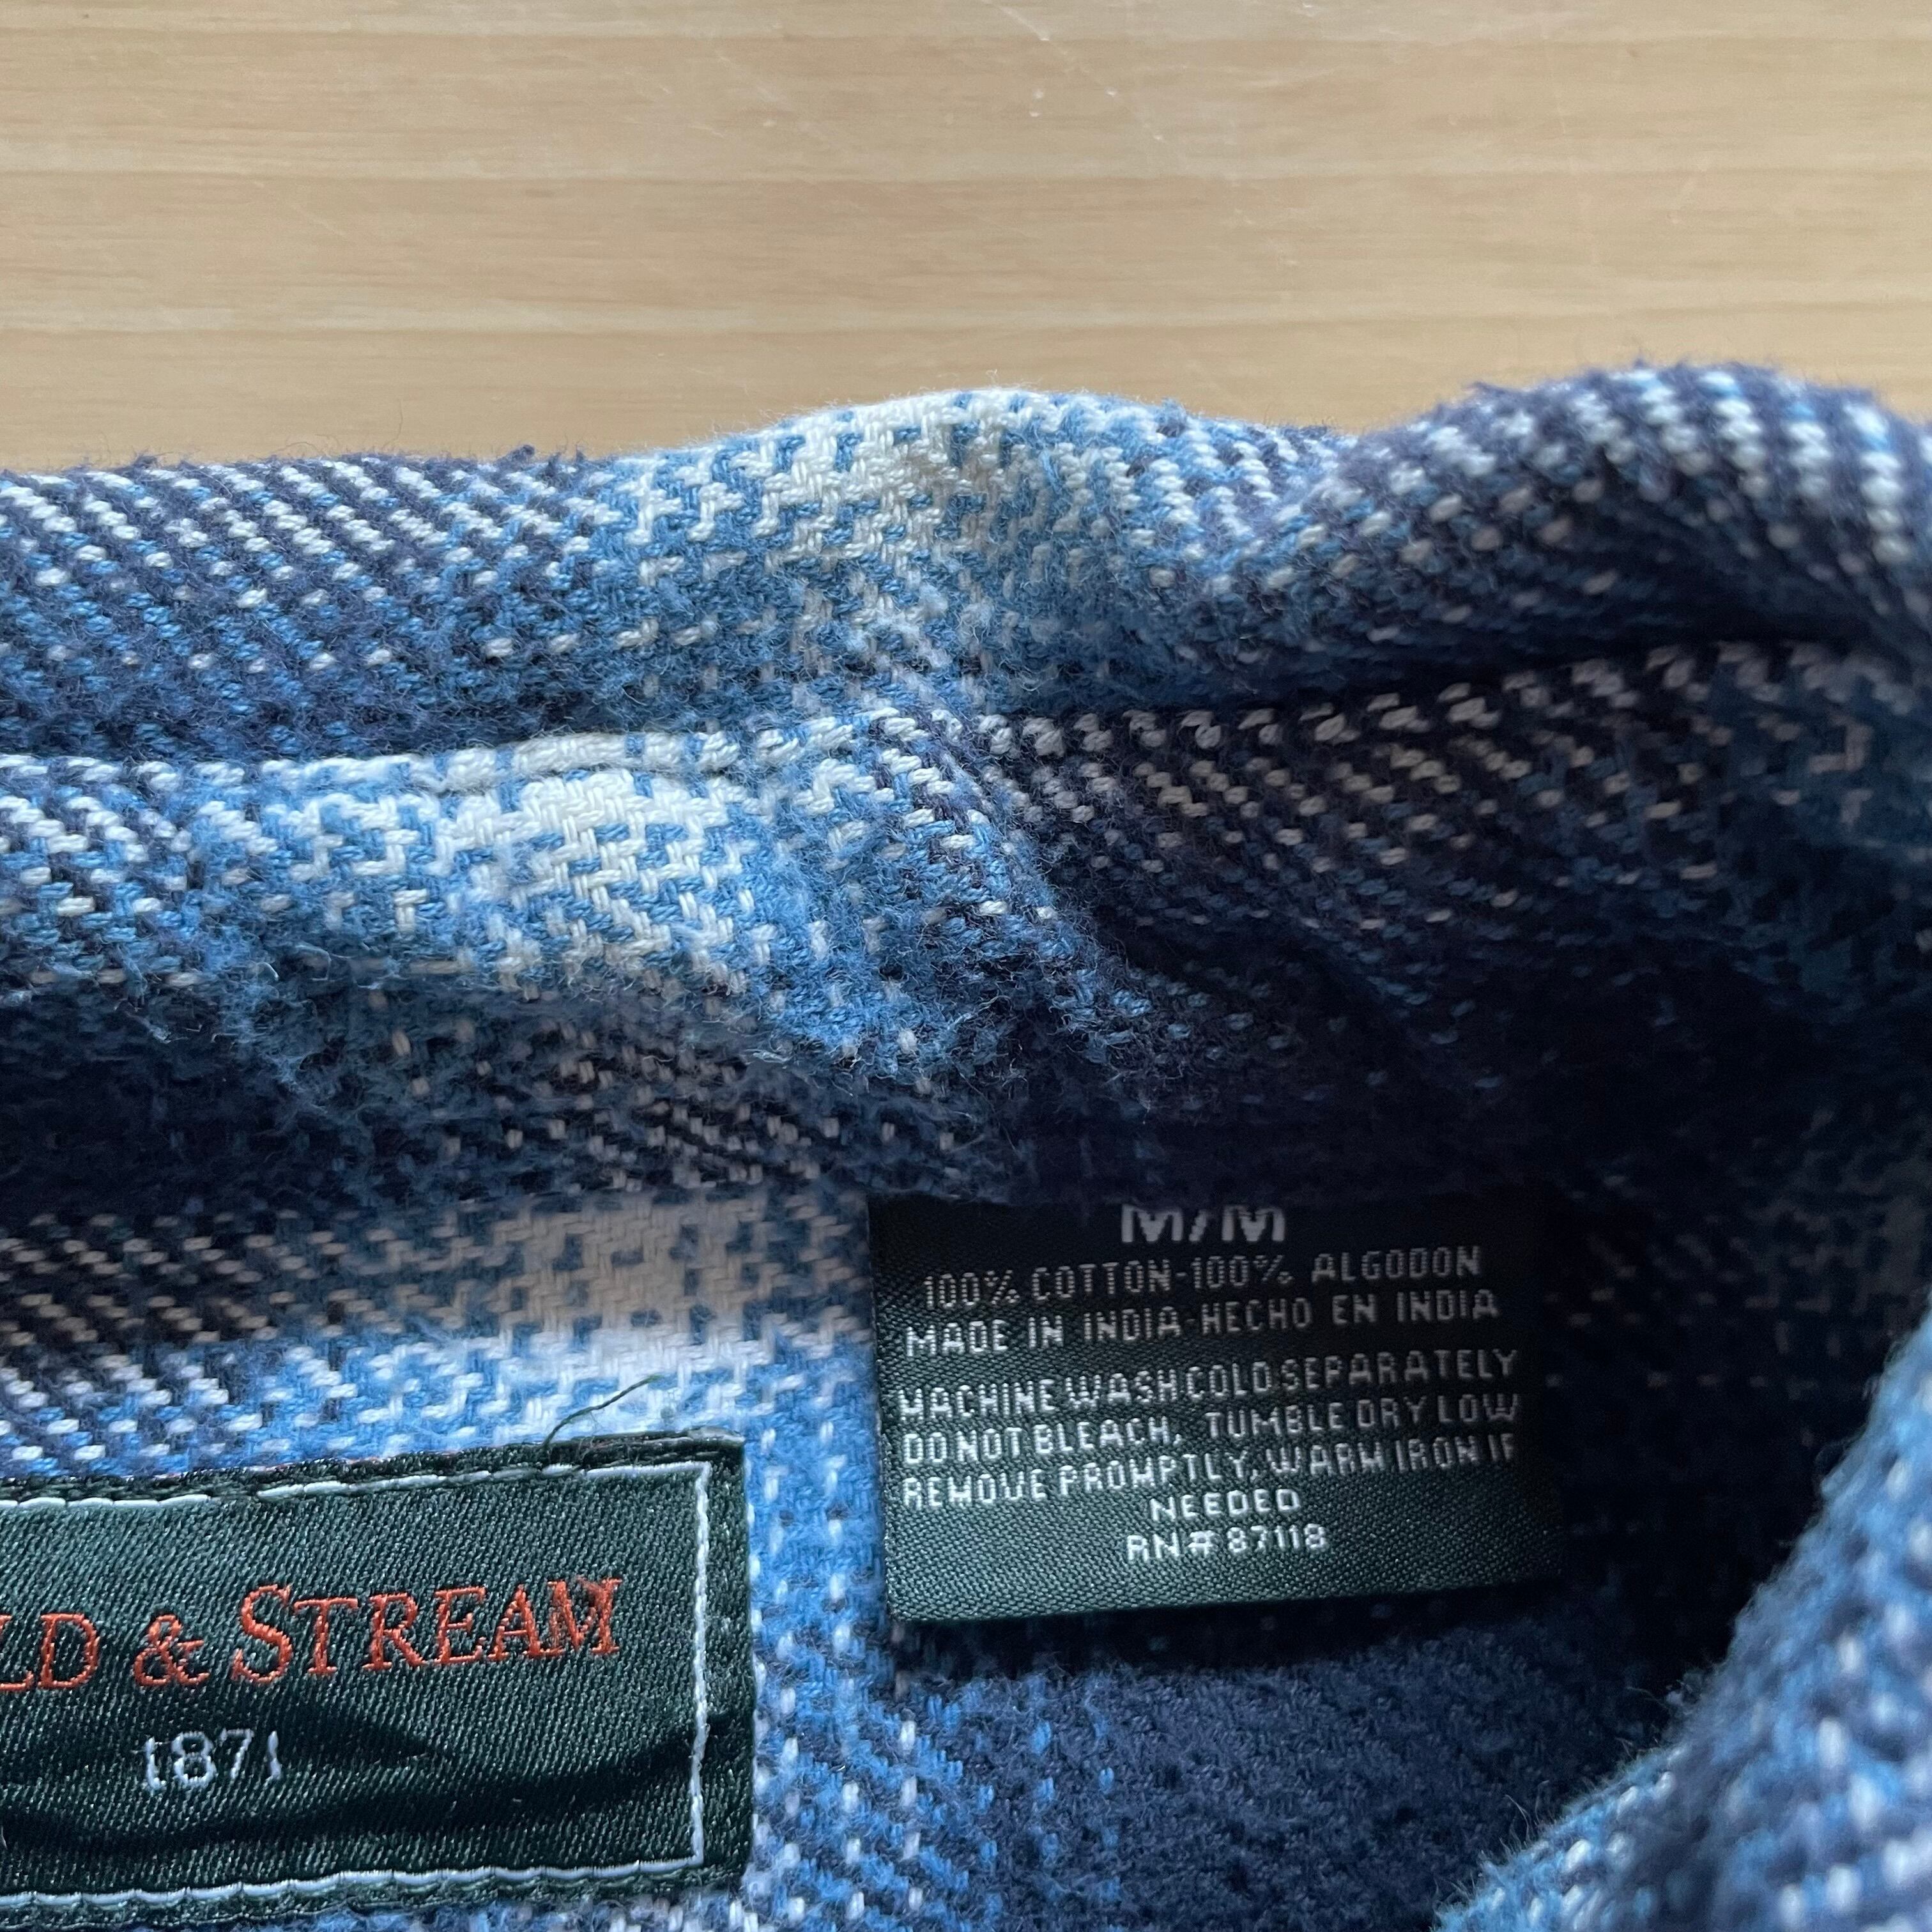 M/M
100% COTTON-100% ALGODON
MADE IN INDIA-HECHO EN INDIA
MACHINE WASH COLD SEPARATELY
DO NOT BLEACH, TUMBLE DRY LOW
REMOVE PROMPTLY, WARM IRON IF
NEEDED
RN# 87118
LD & STREAM
1871